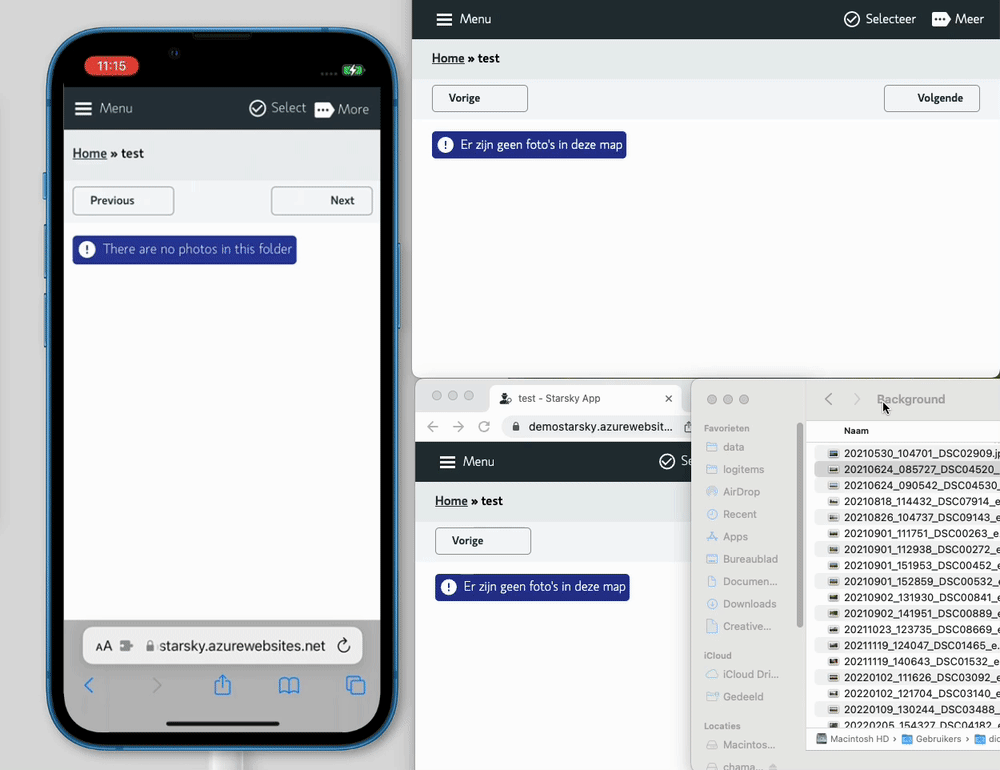 11:15
Menu
Select
More
Home » test
Previous
Next
There are no photos in this folder
AA
starsky.azurewebsites.net
Menu
Selecteer
Meer
Home » test
Vorige
Volgende
Er zijn geen foto's in deze map
test - Starsky App
demostarsky.azurewebsit...
Menu
Se
Home » test
Vorige
Er zijn geen foto's in deze map
Favorieten
data
logitems
AirDrop
Recent
Apps
Bureaublad
Documen...
Downloads
Creative...
iCloud
iCloud Dri...
Gedeeld
Locaties
Macintos...
chama...
Background
Naam
20210530_104701_DSC02909.jp
20210624_085727_DSC04520_
20210624_090542_DSC04530_
20210818_114432_DSC07914_e
20210826_104737_DSC09143_e
20210901_111751_DSC00263_e.
20210901_112938_DSC00272_e
20210901_151953_DSC00452_e
20210901_152859_DSC00532_e
20210902_131930_DSC00841_e
20210902_141951_DSC00889_e
20211023_123735_DSC08669_e
20211119_124047_DSC01465_e.
20211119_140643_DSC01532_e
20220102_111626_DSC03092_e
20220102_121704_DSC03140_e
20220109_130244_DSC03488_
20220205_154327_DSC04182_e
Macintosh HD › Gebruikers ›